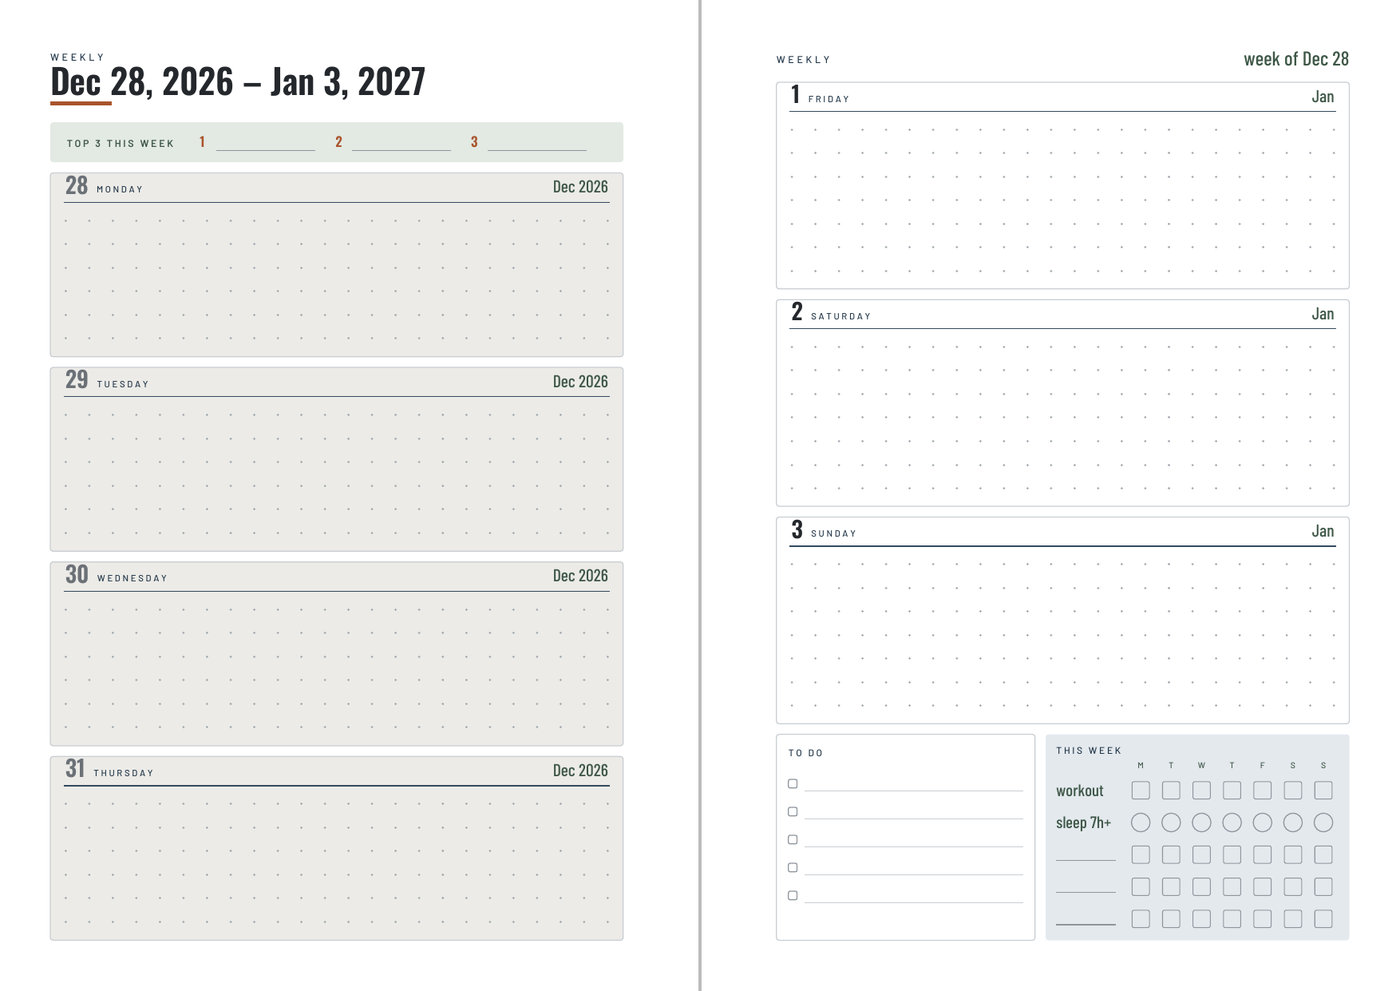 WEEKLY
Dec 28, 2026 – Jan 3, 2027
TOP 3 THIS WEEK 1 2 3
28 MONDAY Dec 2026
29 TUESDAY Dec 2026
30 WEDNESDAY Dec 2026
31 THURSDAY Dec 2026
WEEKLY week of Dec 28
1 FRIDAY Jan
2 SATURDAY Jan
3 SUNDAY Jan
TO DO
THIS WEEK
M T W T F S S
workout
sleep 7h+